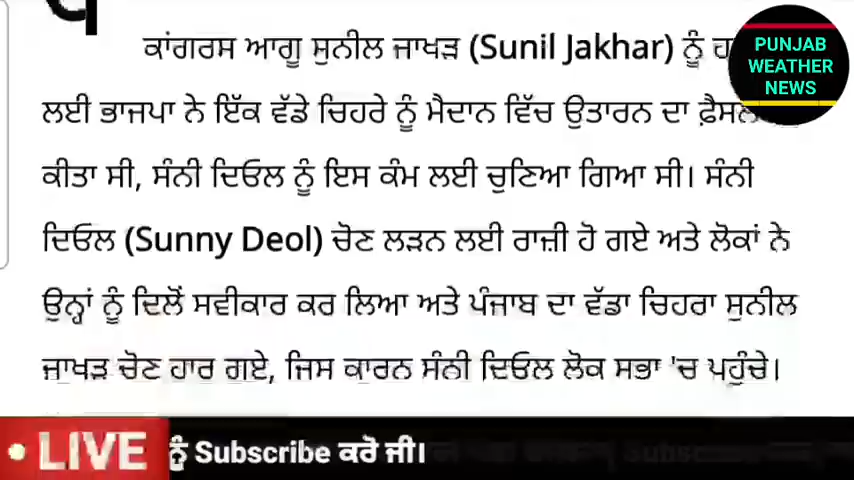 ਕਾਂਗਰਸ ਆਗੂ ਸੁਨੀਲ ਜਾਖੜ (Sunil Jakhar) ਨੂੰ
ਲਈ ਭਾਜਪਾ ਨੇ ਇੱਕ ਵੱਡੇ ਚਿਹਰੇ ਨੂੰ ਮੈਦਾਨ ਵਿੱਚ ਉਤਾਰਨ ਦਾ
ਕੀਤਾ ਸੀ, ਸੰਨੀ ਦਿਓਲ ਨੂੰ ਇਸ ਕੰਮ ਲਈ ਚੁਣਿਆ ਗਿਆ ਸੀ। ਸੰਨੀ
ਦਿਓਲ (Sunny Deol) ਚੋਣ ਲੜਨ ਲਈ ਰਾਜ਼ੀ ਹੋ ਗਏ ਅਤੇ ਲੋਕਾਂ ਨੇ
ਉਨ੍ਹਾਂ ਨੂੰ ਦਿਲੋਂ ਸਵੀਕਾਰ ਕਰ ਲਿਆ ਅਤੇ ਪੰਜਾਬ ਦਾ ਵੱਡਾ ਚਿਹਰਾ ਸੁਨੀਲ
ਜਾਖੜ ਚੋਣ ਹਾਰ ਗਏ, ਜਿਸ ਕਾਰਨ ਸੰਨੀ ਦਿਓਲ ਲੋਕ ਸਭਾ 'ਚ ਪਹੁੰਚੇ।
PUNJAB
WEATHER
NEWS
LIVE ਨੂੰ Subscribe ਕਰੋ ਜੀ।